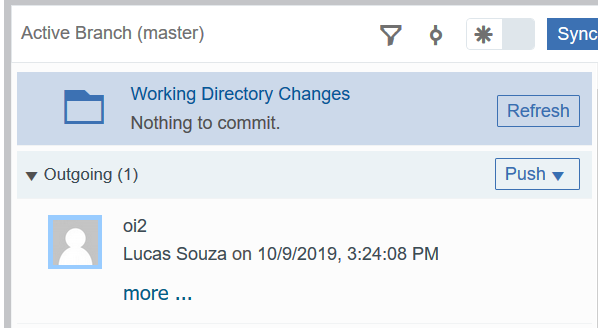 Active Branch (master)
Sync
Working Directory Changes
Nothing to commit.
Refresh
Outgoing (1)
Push
oi2
Lucas Souza on 10/9/2019, 3:24:08 PM
more ...